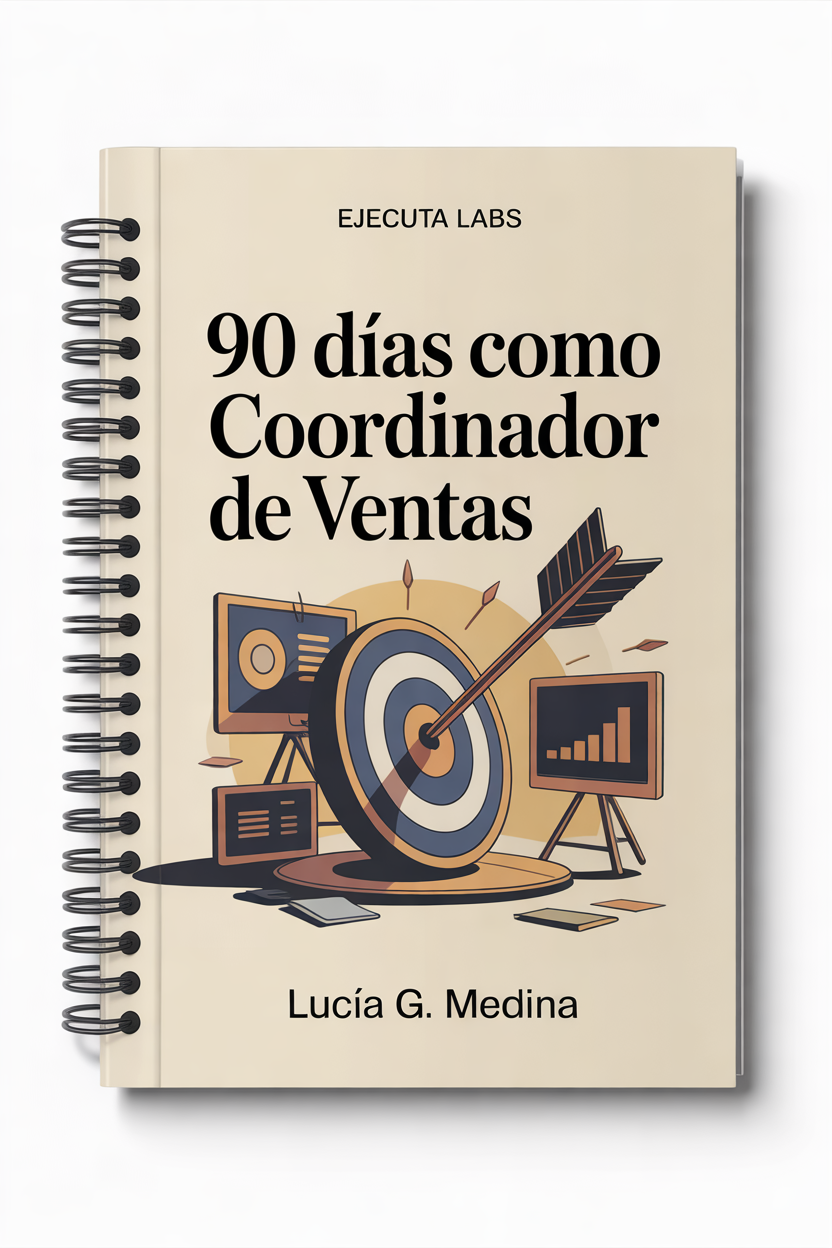 EJECUTA LABS
90 días como
Coordinador
de Ventas
Lucía G. Medina